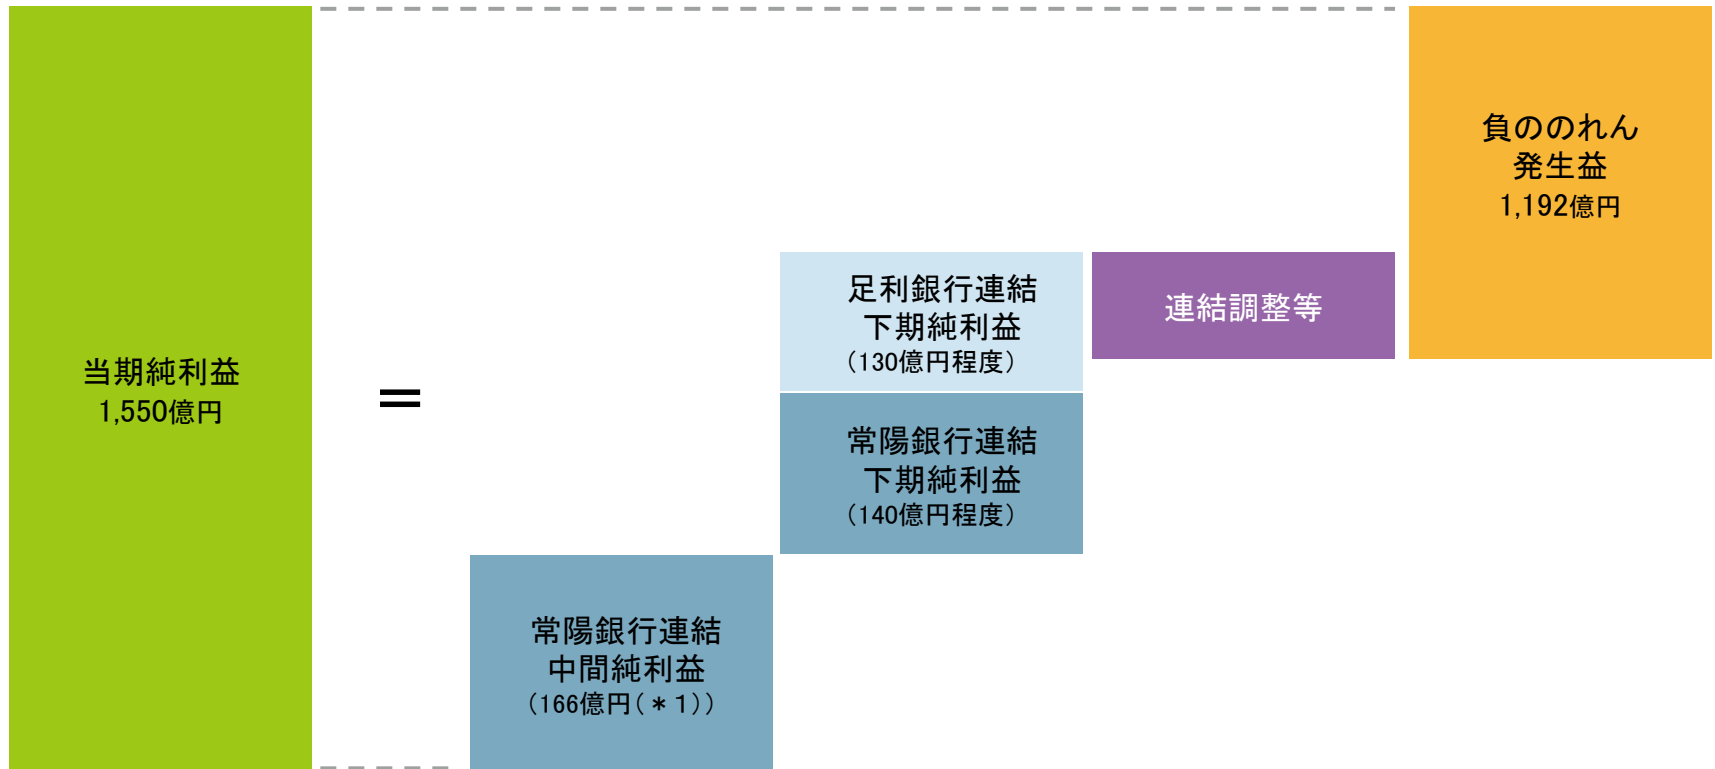 当期純利益
1,550億円
＝
常陽銀行連結
中間純利益
（166億円（＊１））
足利銀行連結
下期純利益
（130億円程度）
常陽銀行連結
下期純利益
（140億円程度）
連結調整等
負ののれん
発生益
1,192億円